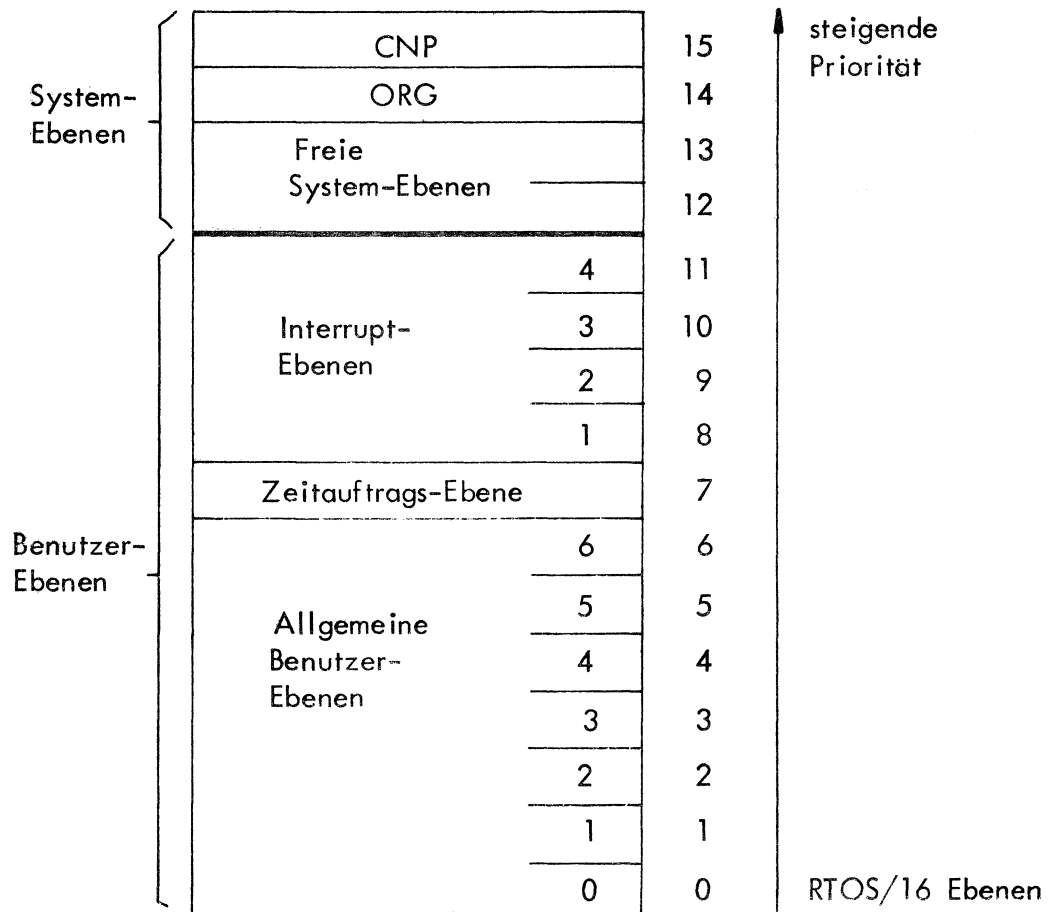 CNP 15 steigende
Priorität
System-
Ebenen
ORG 14
Freie
System-Ebenen
13
12
4 11
Interrupt-
Ebenen
3 10
2 9
1 8
Zeitauftrags-Ebene 7
Benutzer-
Ebenen
6 6
Allgemeine
Benutzer-
Ebenen
5 5
4 4
3 3
2 2
1 1
0 0 RTOS/16 Ebenen